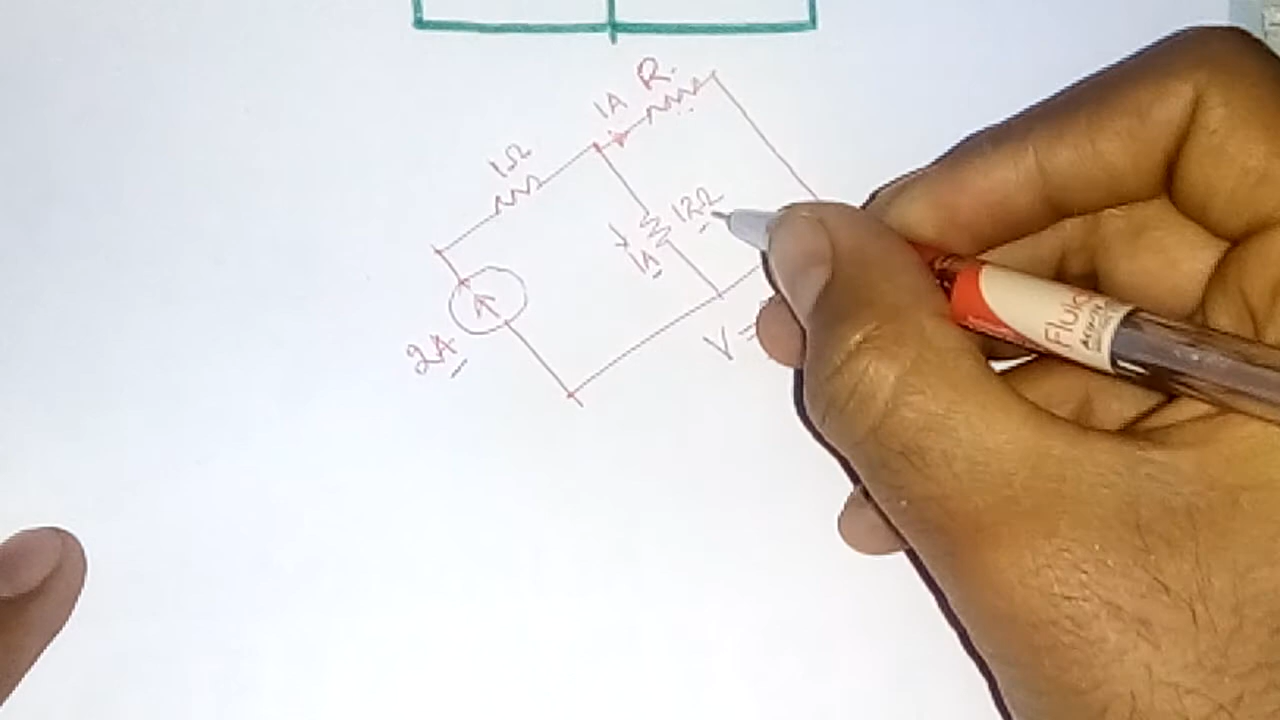 1A R.
1Ω
12Ω
1A
2A
V =
Fluid